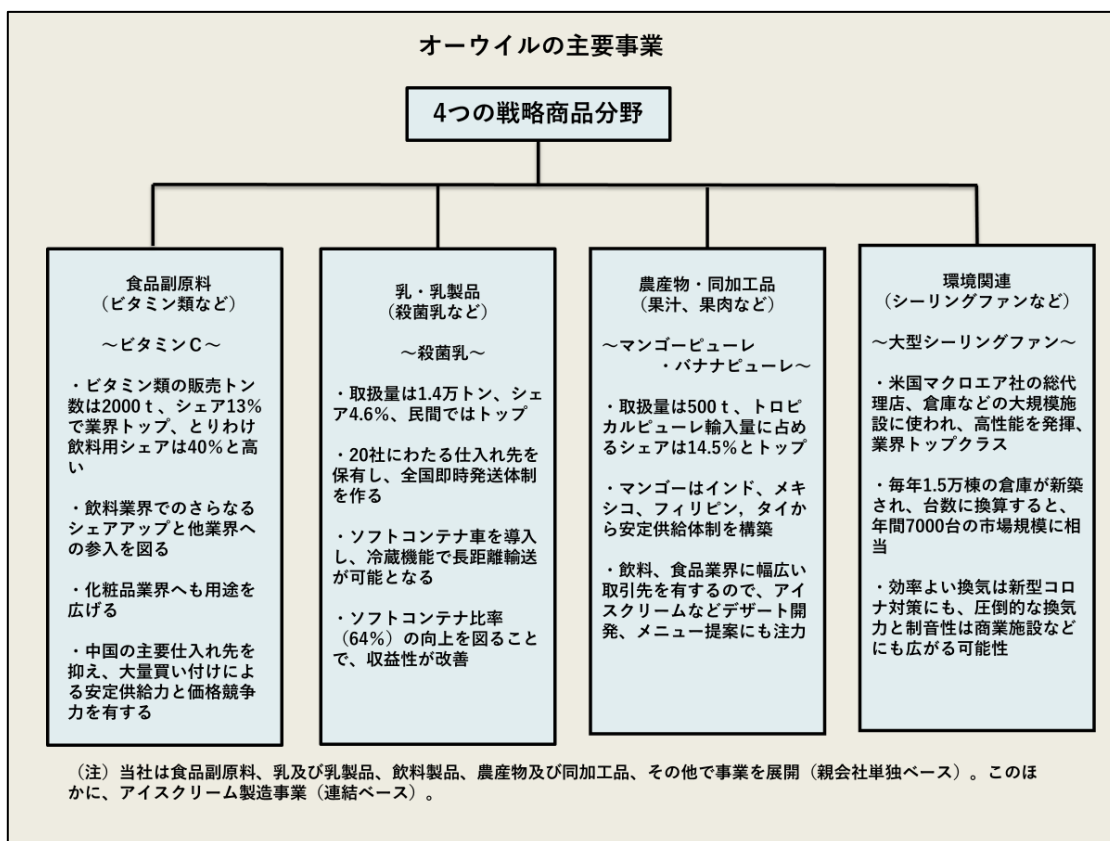 オーウイルの主要事業
4つの戦略商品分野
食品副原料
（ビタミン類など）
～ビタミンC～
・ビタミン類の販売トン
数は2000ｔ、シェア13%
で業界トップ、とりわけ
飲料用シェアは40%と高
い
・飲料業界でのさらなる
シェアアップと他業界へ
の参入を図る
・化粧品業界へも用途を
広げる
・中国の主要仕入れ先を
抑え、大量買い付けによ
る安定供給力と価格競争
力を有する
乳・乳製品
（殺菌乳など）
～殺菌乳～
・取扱量は1.4万トン、シ
ェア4.6%、民間ではトップ
・20社にわたる仕入れ先を
保有し、全国即時発送体制
を作る
・ソフトコンテナ車を導入
し、冷蔵機能で長距離輸送
が可能となる
・ソフトコンテナ比率
（64%）の向上を図ること
で、収益性が改善
農産物・同加工品
（果汁、果肉など）
～マンゴーピューレ
・バナナピューレ～
・取扱量は500ｔ、トロピ
カルピューレ輸入量に占め
るシェアは14.5%とトップ
・マンゴーはインド、メキ
シコ、フィリピン，タイか
ら安定供給体制を構築
・飲料、食品業界に幅広い
取引先を有するので、アイ
スクリームなどデザート開
発、メニュー提案にも注力
環境関連
（シーリングファンなど）
～大型シーリングファン～
・米国マクロエア社の総代
理店、倉庫などの大規模施
設に使われ、高性能を発揮、
業界トップクラス
・毎年1.5万棟の倉庫が新築
され、台数に換算すると、
年間7000台の市場規模に相
当
・効率よい換気は新型コロ
ナ対策にも、圧倒的な換気
力と制音性は商業施設など
にも広がる可能性
（注）当社は食品副原料、乳及び乳製品、飲料製品、農産物及び同加工品、その他で事業を展開（親会社単独ベース）。このほ
かに、アイスクリーム製造事業（連結ベース）。